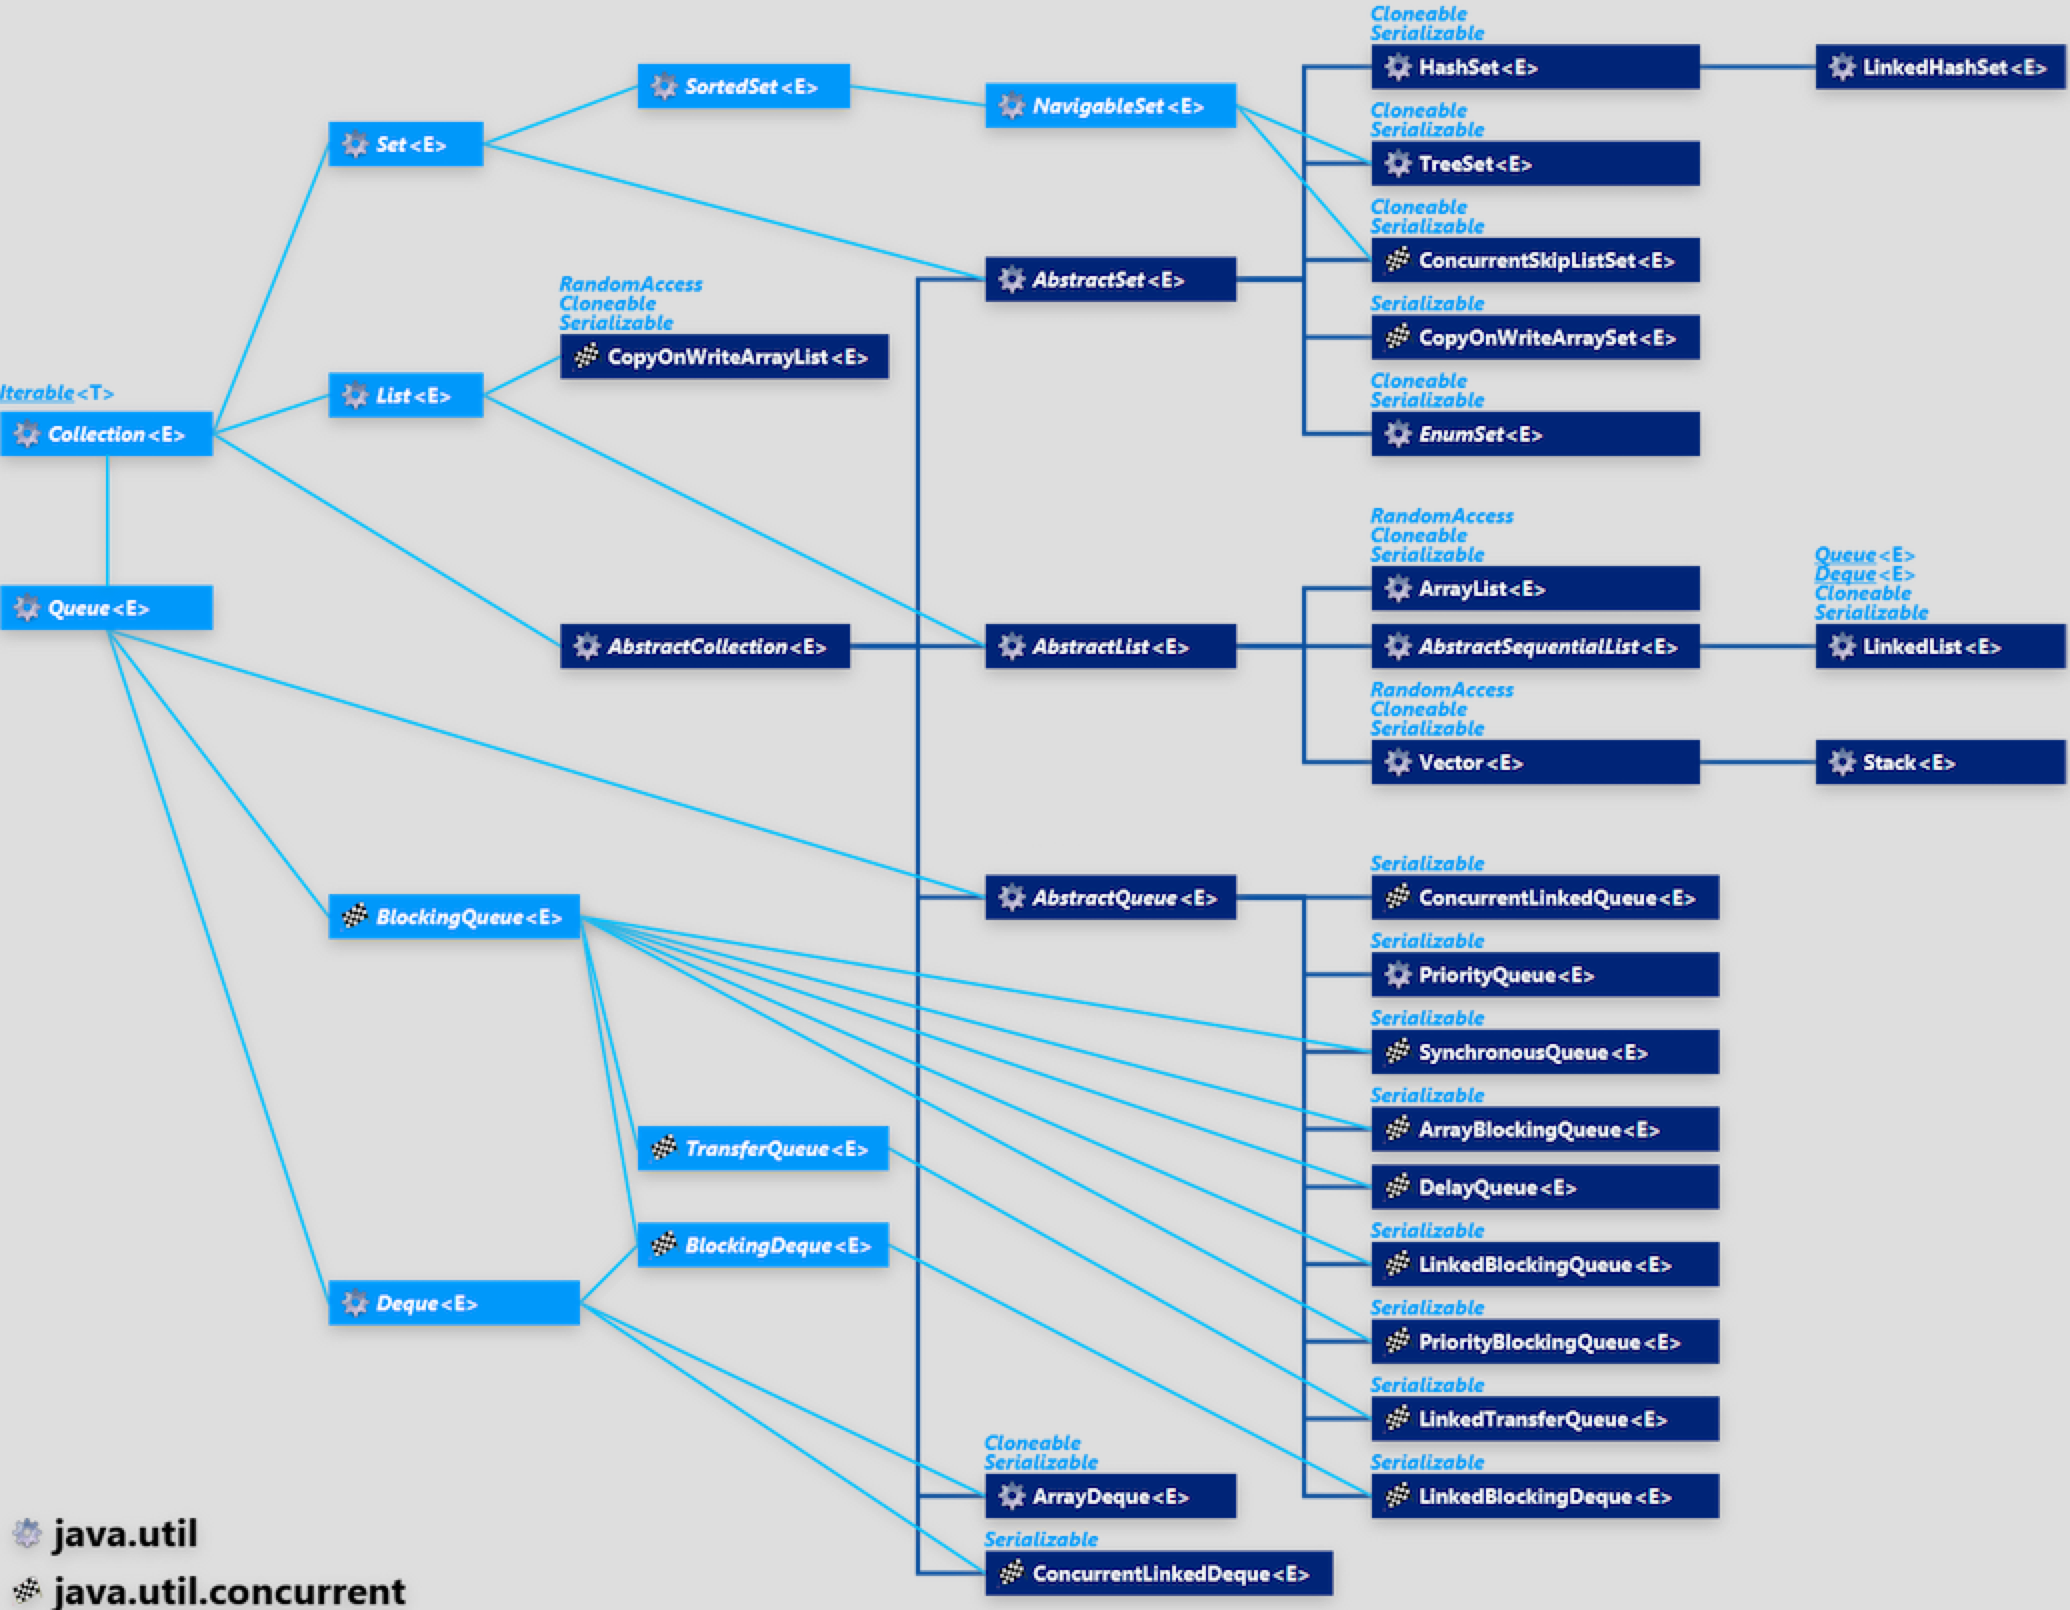 Cloneable
Serializable
HashSet<E>
LinkedHashSet<E>
SortedSet<E>
NavigableSet<E>
Cloneable
Serializable
TreeSet<E>
Set<E>
Cloneable
Serializable
ConcurrentSkipListSet<E>
AbstractSet<E>
RandomAccess
Cloneable
Serializable
CopyOnWriteArrayList<E>
Serializable
CopyOnWriteArraySet<E>
Cloneable
Serializable
EnumSet<E>
List<E>
Iterable<T>
Collection<E>
RandomAccess
Cloneable
Serializable
ArrayList<E>
Queue<E>
Deque<E>
Cloneable
Serializable
LinkedList<E>
Queue<E>
AbstractCollection<E>
AbstractList<E>
AbstractSequentialList<E>
RandomAccess
Cloneable
Serializable
Vector<E>
Stack<E>
Serializable
ConcurrentLinkedQueue<E>
AbstractQueue<E>
BlockingQueue<E>
Serializable
PriorityQueue<E>
Serializable
SynchronousQueue<E>
Serializable
ArrayBlockingQueue<E>
TransferQueue<E>
DelayQueue<E>
BlockingDeque<E>
Serializable
LinkedBlockingQueue<E>
Deque<E>
Serializable
PriorityBlockingQueue<E>
Serializable
LinkedTransferQueue<E>
Cloneable
Serializable
ArrayDeque<E>
Serializable
LinkedBlockingDeque<E>
Serializable
ConcurrentLinkedDeque<E>
java.util
java.util.concurrent